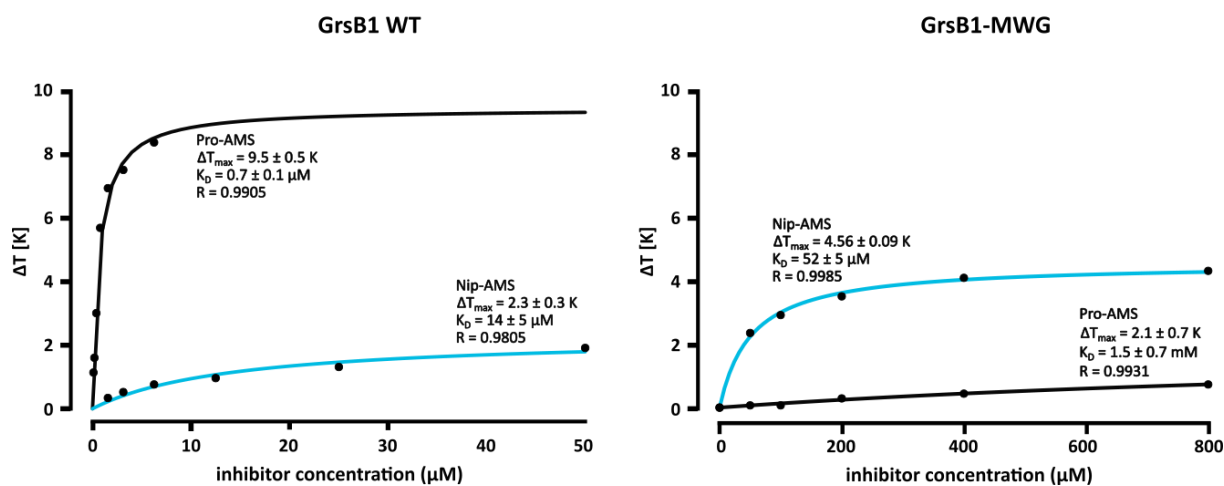 GrsB1 WT
ΔT [K]
10
8
6
4
2
0
Pro-AMS
ΔTmax = 9.5 ± 0.5 K
KD = 0.7 ± 0.1 µM
R = 0.9905
Nip-AMS
ΔTmax = 2.3 ± 0.3 K
KD = 14 ± 5 µM
R = 0.9805
0 10 20 30 40 50
inhibitor concentration (µM)
GrsB1-MWG
ΔT [K]
10
8
6
4
2
0
Nip-AMS
ΔTmax = 4.56 ± 0.09 K
KD = 52 ± 5 µM
R = 0.9985
Pro-AMS
ΔTmax = 2.1 ± 0.7 K
KD = 1.5 ± 0.7 mM
R = 0.9931
0 200 400 600 800
inhibitor concentration (µM)